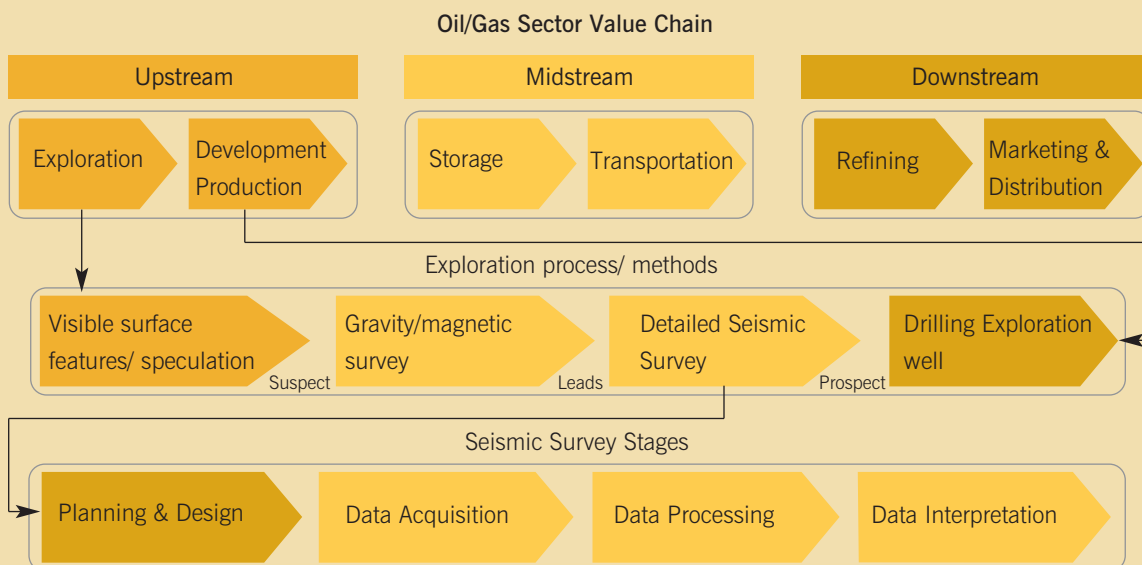 Oil/Gas Sector Value Chain
Upstream
Midstream
Downstream
Exploration
Development
Production
Storage
Transportation
Refining
Marketing &
Distribution
Exploration process/ methods
Visible surface
features/ speculation
Suspect
Gravity/magnetic
survey
Leads
Detailed Seismic
Survey
Prospect
Drilling Exploration
well
Seismic Survey Stages
Planning & Design
Data Acquisition
Data Processing
Data Interpretation